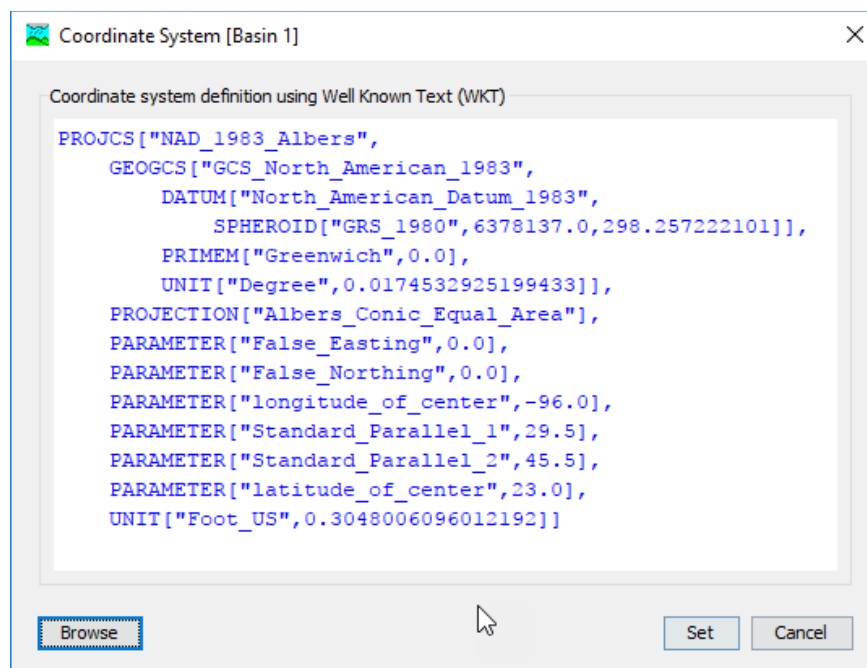 Coordinate System [Basin 1]
Coordinate system definition using Well Known Text (WKT)
PROJCS["NAD_1983_Albers",
GEOGCS["GCS_North_American_1983",
DATUM["North_American_Datum_1983",
SPHEROID["GRS_1980",6378137.0,298.257222101]],
PRIMEM["Greenwich",0.0],
UNIT["Degree",0.0174532925199433]],
PROJECTION["Albers_Conic_Equal_Area"],
PARAMETER["False_Easting",0.0],
PARAMETER["False_Northing",0.0],
PARAMETER["longitude_of_center",-96.0],
PARAMETER["Standard_Parallel_1",29.5],
PARAMETER["Standard_Parallel_2",45.5],
PARAMETER["latitude_of_center",23.0],
UNIT["Foot_US",0.3048006096012192]]
Browse Set Cancel